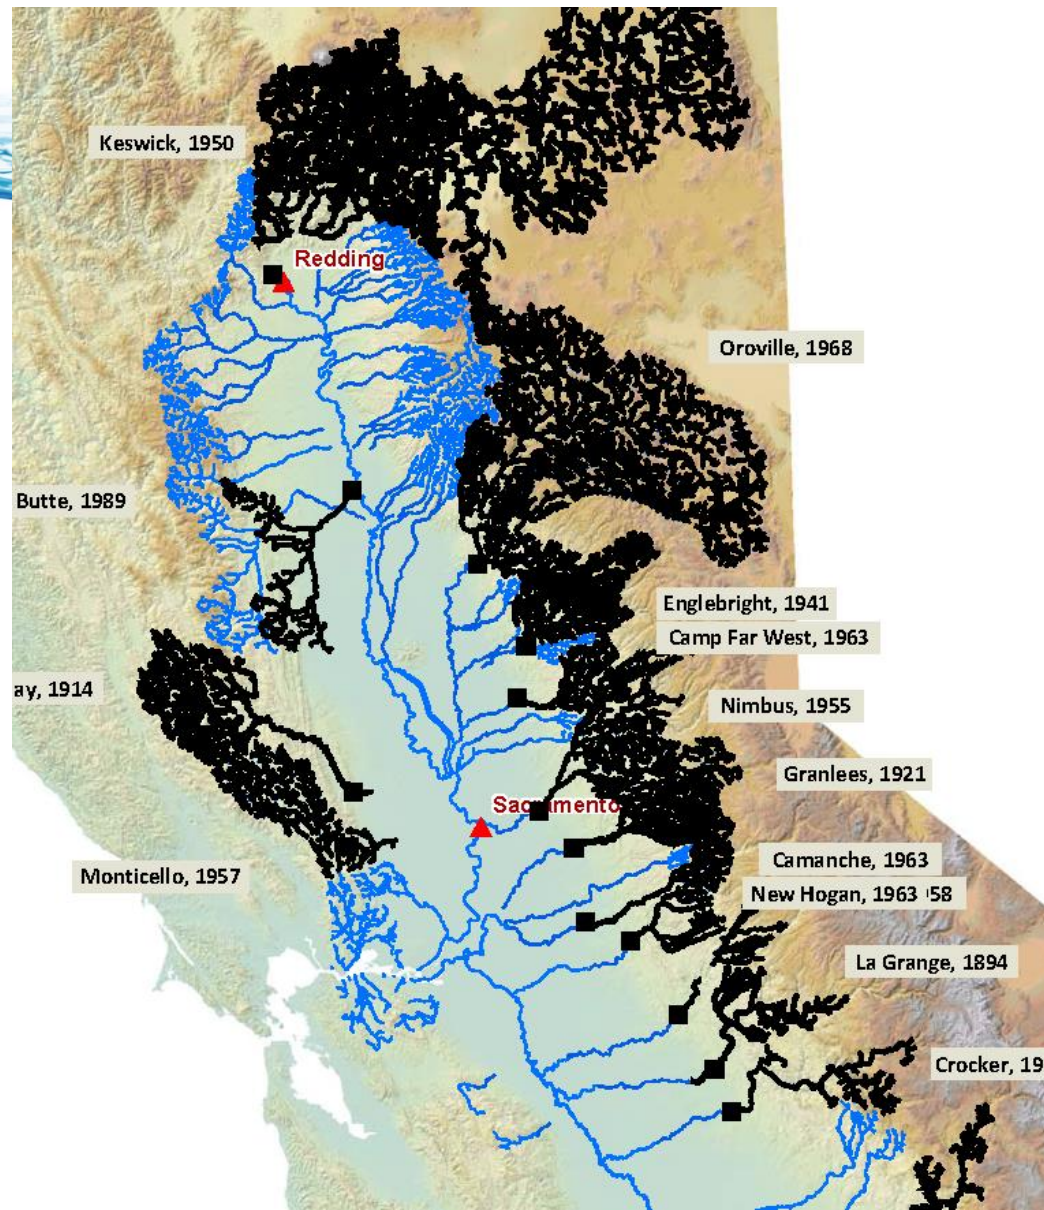 Keswick, 1950
Redding
Oroville, 1968
Butte, 1989
Englebright, 1941
Camp Far West, 1963
ay, 1914
Nimbus, 1955
Granlees, 1921
Sacramento
Camanche, 1963
Monticello, 1957
New Hogan, 1963 58
La Grange, 1894
Crocker, 19